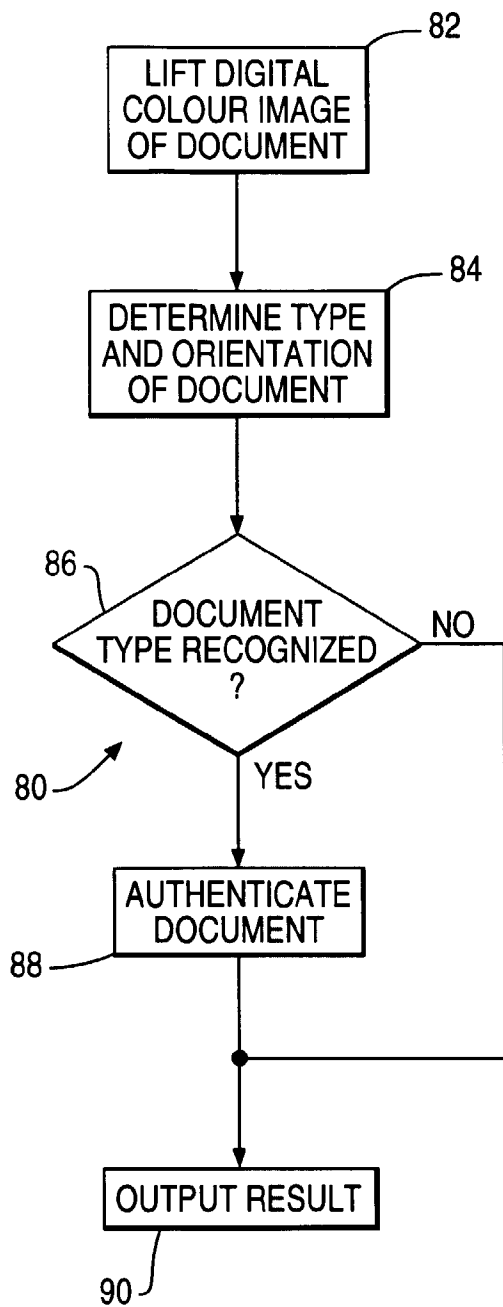 82
LIFT DIGITAL
COLOUR IMAGE
OF DOCUMENT
84
DETERMINE TYPE
AND ORIENTATION
OF DOCUMENT
86
DOCUMENT
TYPE RECOGNIZED
?
NO
80
YES
AUTHENTICATE
DOCUMENT
88
OUTPUT RESULT
90